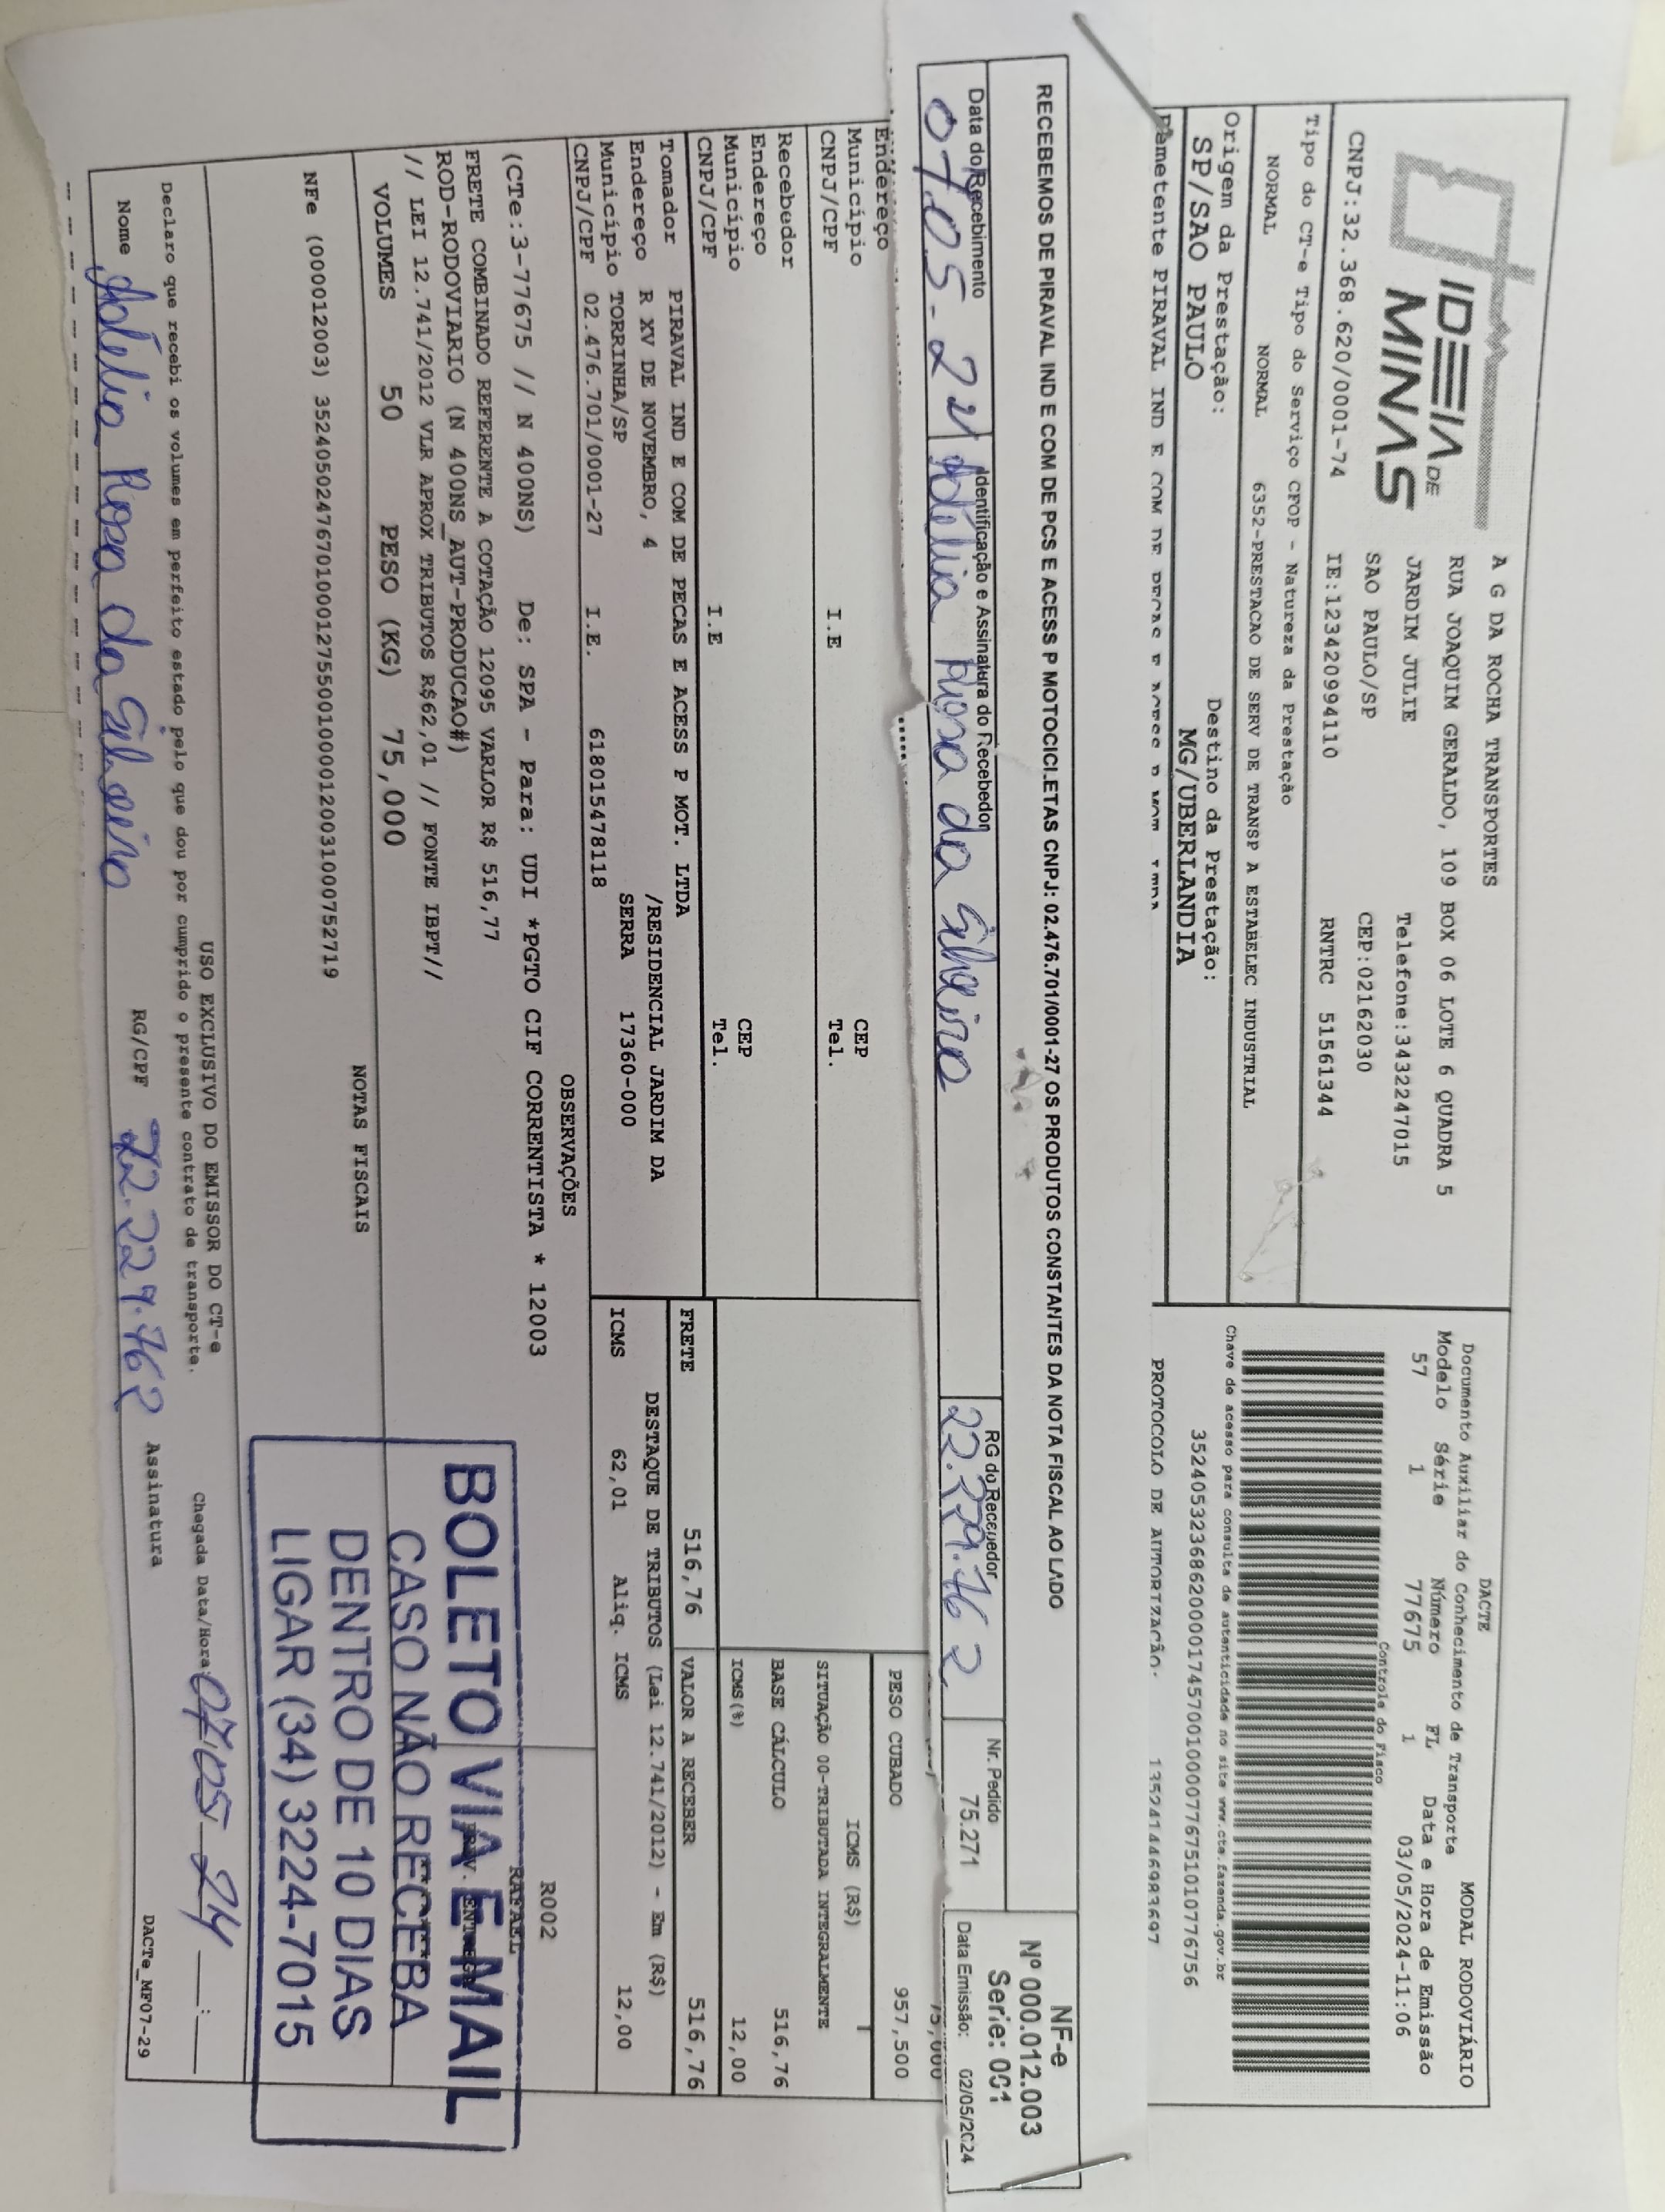 IDEIA DE
MINAS
A G DA ROCHA TRANSPORTES
RUA JOAQUIM GERALDO, 109 BOX 06 LOTE 6 QUADRA 5
JARDIM JULIE Telefone:3432247015
SAO PAULO/SP CEP:02162030
CNPJ:32.368.620/0001-74 IE:123420994110 RNTRC 51561344
DACTE MODAL RODOVIÁRIO
Documento Auxiliar do Conhecimento de Transporte
Modelo Série Número FL Data e Hora de Emissão
57 1 77675 1 03/05/2024-11:06
Controle do Fisco
Tipo do CT-e Tipo do Serviço CFOP - Natureza da Prestação
NORMAL NORMAL 6352-PRESTACAO DE SERV DE TRANSP A ESTABELEC INDUSTRIAL
Chave de acesso para consulta de autenticidade no site www.cte.fazenda.gov.br
35240532368620000174570010000776751010776756
Origem da Prestação: Destino da Prestação:
SP/SAO PAULO MG/UBERLANDIA
PROTOCOLO DE AUTORIZAÇÃO. 135241446983697
Remetente PIRAVAL IND E COM DE PECAS E ACESS P MOT. LTDA
RECEBEMOS DE PIRAVAL IND E COM DE PCS E ACESS P MOTOCICLETAS CNPJ: 02.476.701/0001-27 OS PRODUTOS CONSTANTES DA NOTA FISCAL AO LADO
NF-e
Nº 000.012.003
Serie: 001
Data do Recebimento Identificação e Assinatura do Recebedor RG do Recebedor Nr. Pedido Data Emissão:
07.05-24 Rosa da 22.229.762 75.271 02/05/2024
75,000
Endereço
Município CEP
CNPJ/CPF I.E Tel.
PESO CUBADO 957,500
ICMS (R$)
SITUAÇÃO 00-TRIBUTADA INTEGRALMENTE
BASE CÁLCULO 516,76
ICMS(%) 12,00
Recebedor
Endereço
Município CEP
CNPJ/CPF I.E Tel.
FRETE 516,76 VALOR A RECEBER 516,76
Tomador PIRAVAL IND E COM DE PECAS E ACESS P MOT. LTDA
Endereço R XV DE NOVEMBRO, 4 /RESIDENCIAL JARDIM DA
Município TORRINHA/SP SERRA 17360-000
CNPJ/CPF 02.476.701/0001-27 I.E. 618015478118
DESTAQUE DE TRIBUTOS (Lei 12.741/2012) - Em (R$)
ICMS 62,01 Aliq. ICMS 12,00
OBSERVAÇÕES
(CTe:3-77675 // N 400NS) De: SPA - Para: UDI *PGTO CIF CORRENTISTA * 12003
FRETE COMBINADO REFERENTE A COTAÇÃO 12095 VARLOR R$ 516,77
ROD-RODOVIARIO (N 400NS_AUT-PRODUCAO#)
// LEI 12.741/2012 VLR APROX TRIBUTOS R$62,01 // FONTE IBPT//
R002
RAFAEL
VOLUMES 50 PESO (KG) 75,000
NOTAS FISCAIS
NFe (000012003) 35240502476701000127550010000120031000752719
BOLETO VIA E-MAIL
CASO NÃO RECEBA
DENTRO DE 10 DIAS
LIGAR (34) 3224-7015
USO EXCLUSIVO DO EMISSOR DO CT-e
Declaro que recebi os volumes em perfeito estado pelo que dou por cumprido o presente contrato de transporte.
Chegada Data/Hora: 07/05-24 __:__
Nome Rosa da RG/CPF 22.229.762 Assinatura
DACTe_MF07-29